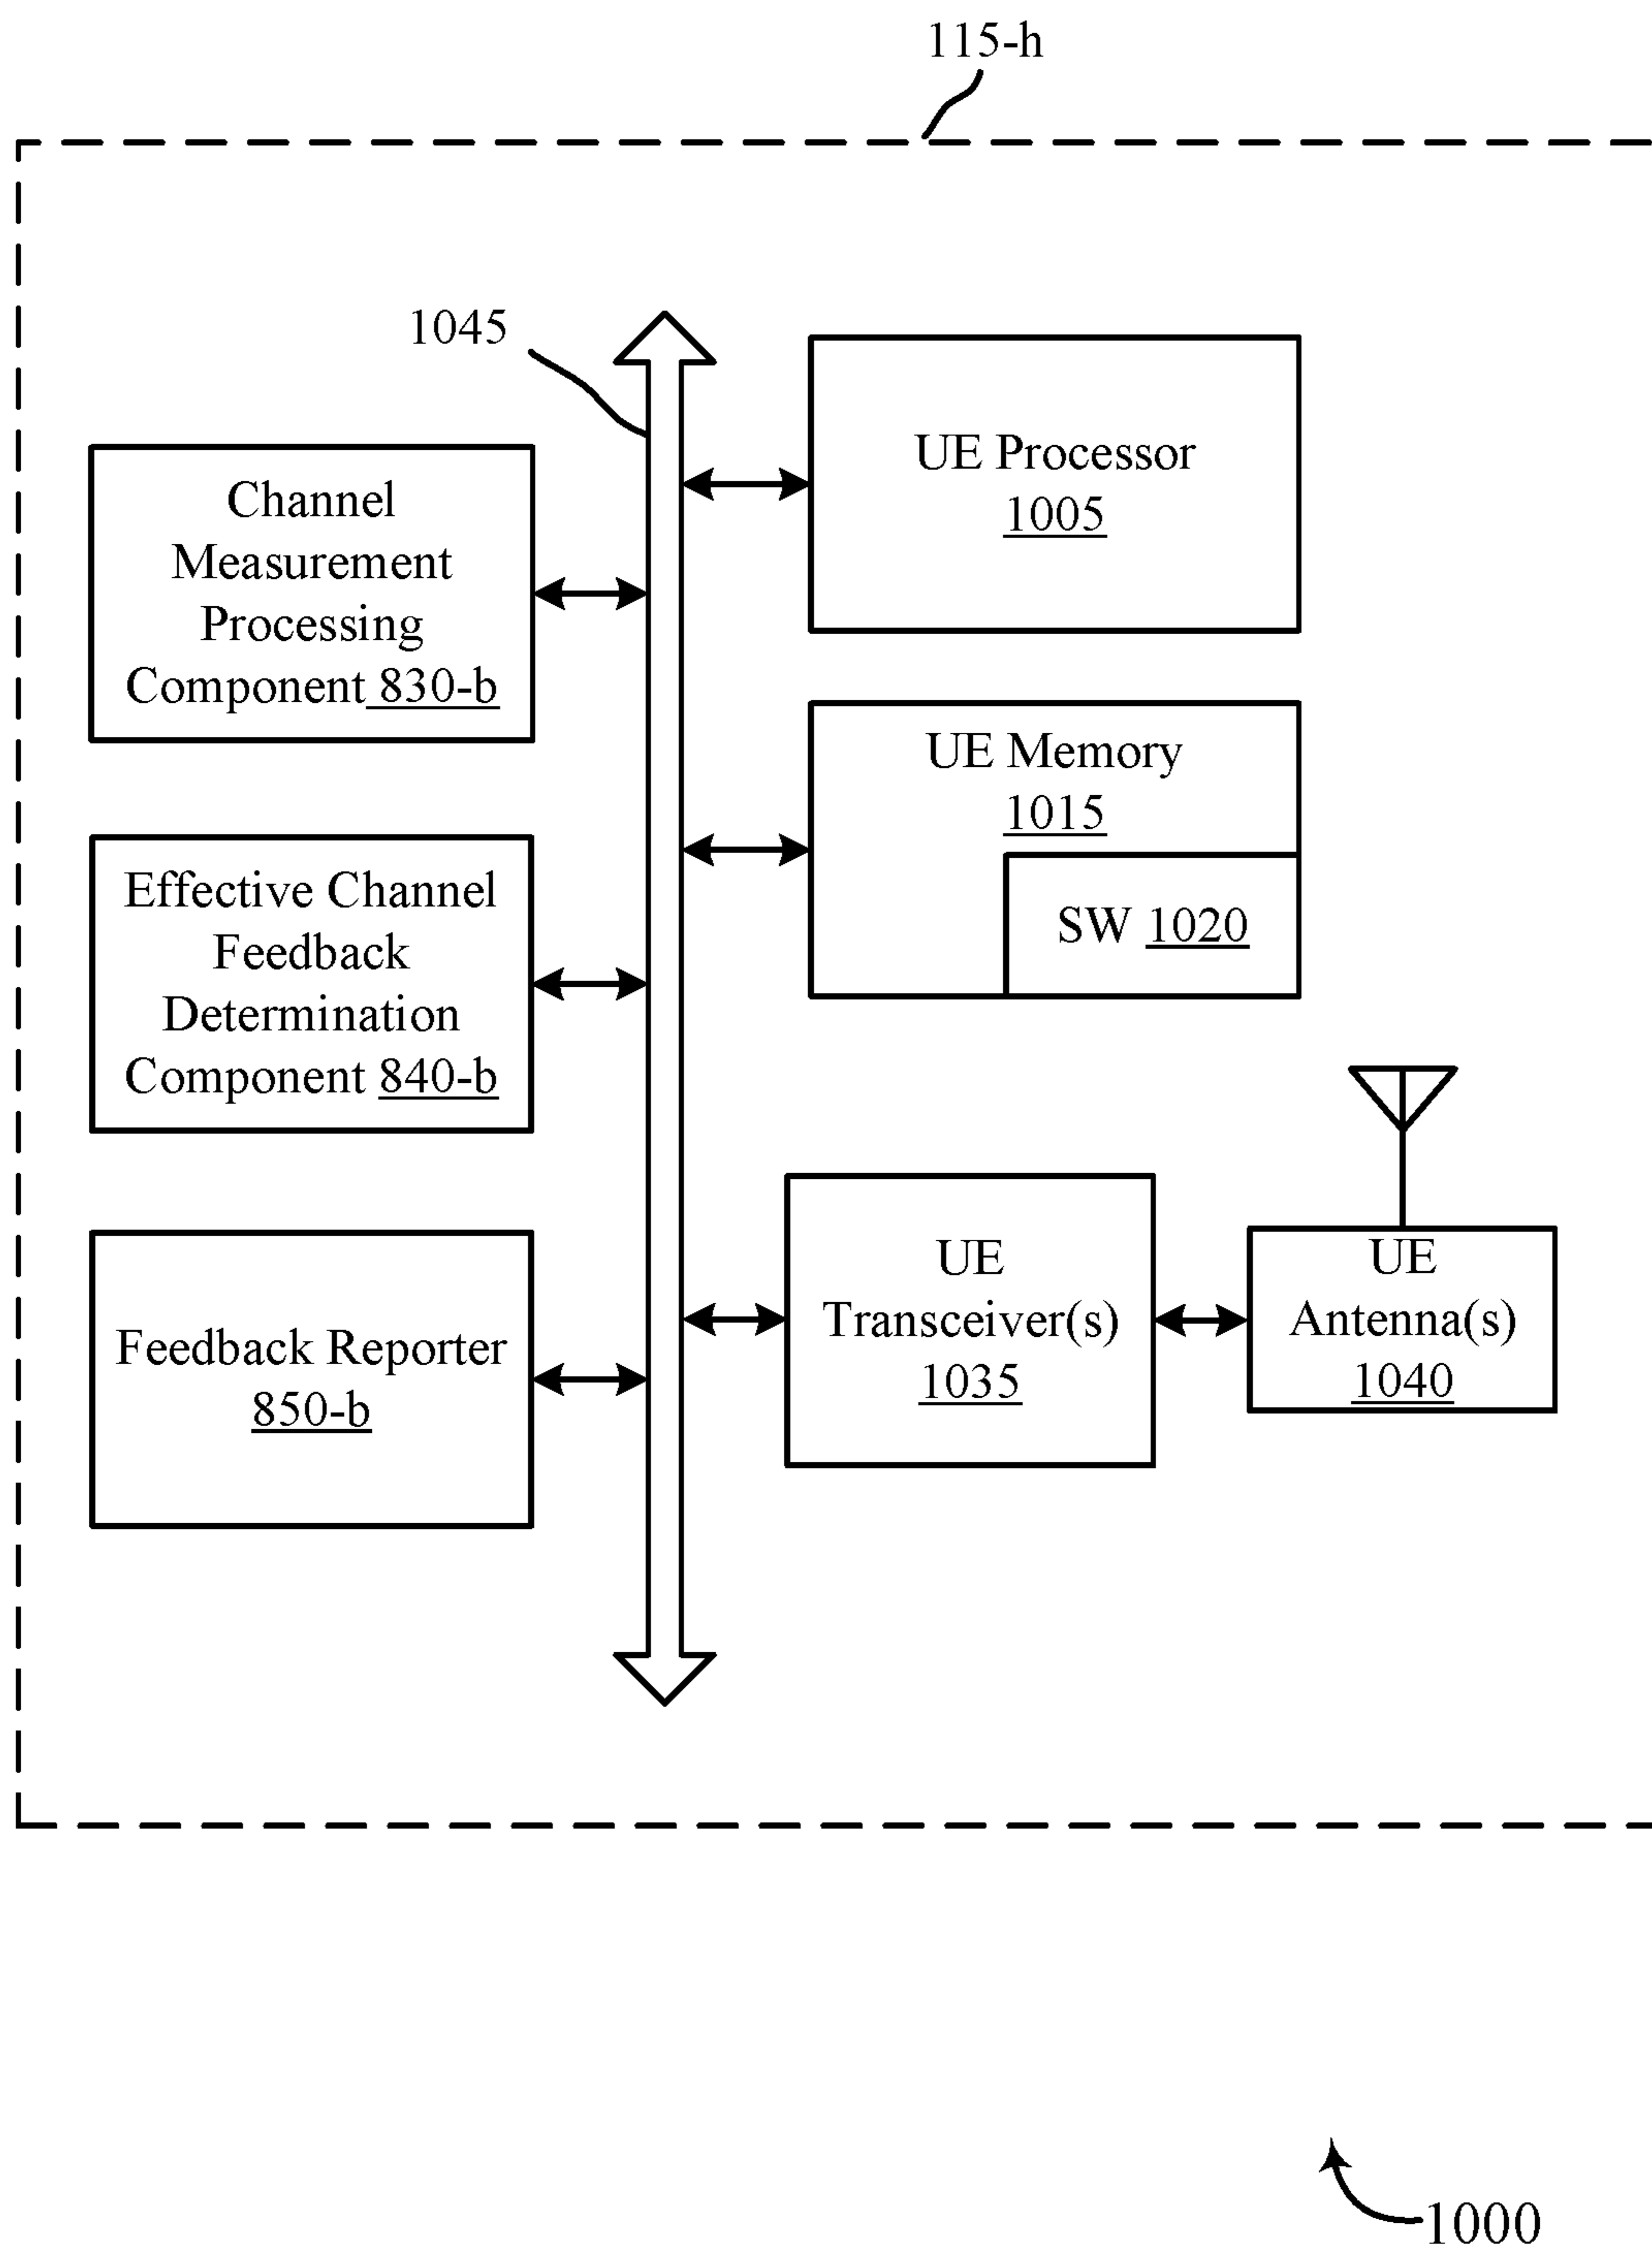 115-h
1045
UE Processor
1005
Channel
Measurement
Processing
Component 830-b
UE Memory
1015
SW 1020
Effective Channel
Feedback
Determination
Component 840-b
UE
Transceiver(s)
1035
UE
Antenna(s)
1040
Feedback Reporter
850-b
1000